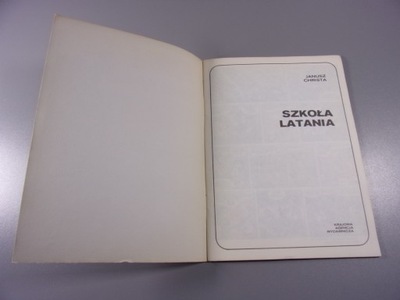 JANUSZ
CHRISTA
SZKOŁA
LATANIA
KRAJOWA
AGENCJA
WYDAWNICZA